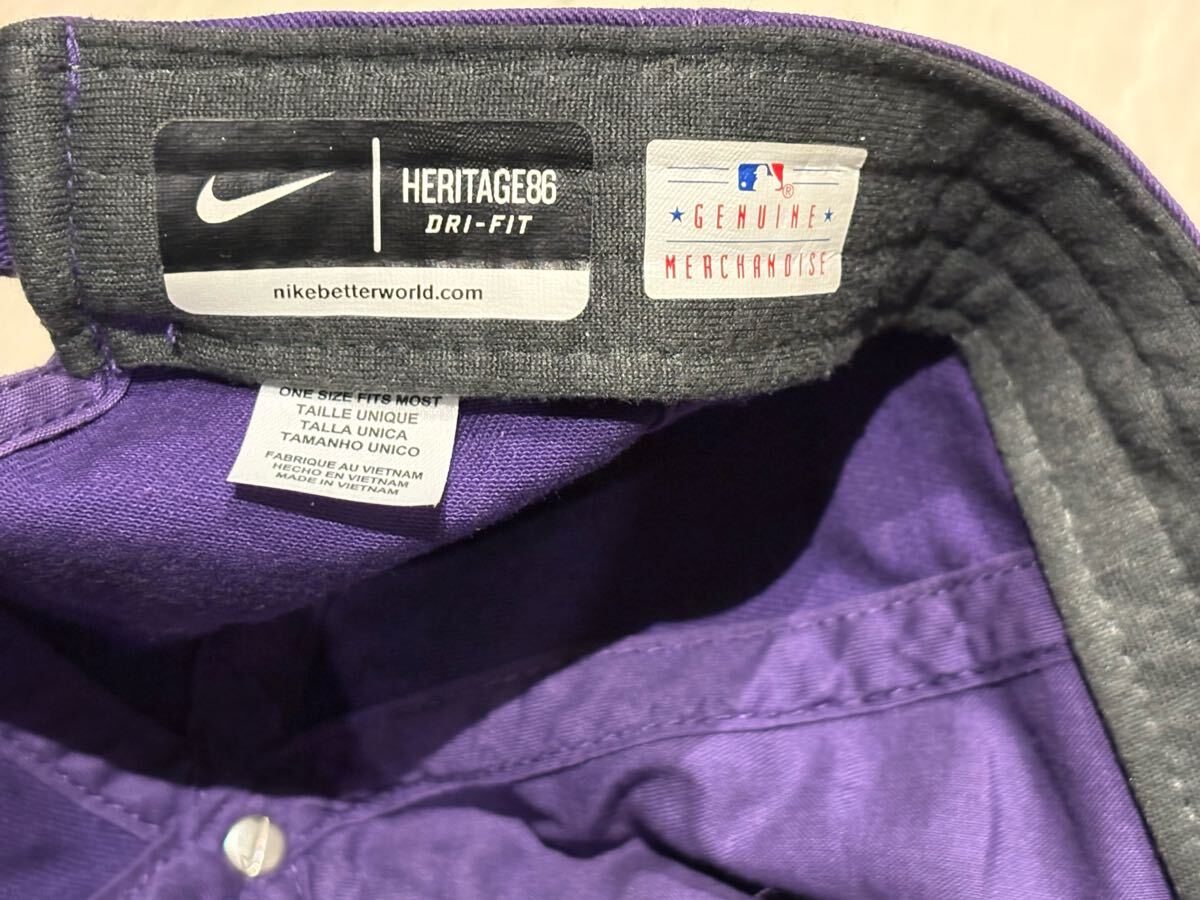 HERITAGE86
DRI-FIT
nikebetterworld.com
®
GENUINE
MERCHANDISE
ONE SIZE FITS MOST
TAILLE UNIQUE
TALLA UNICA
TAMANHO UNICO
FABRIQUE AU VIETNAM
HECHO EN VIETNAM
MADE IN VIETNAM